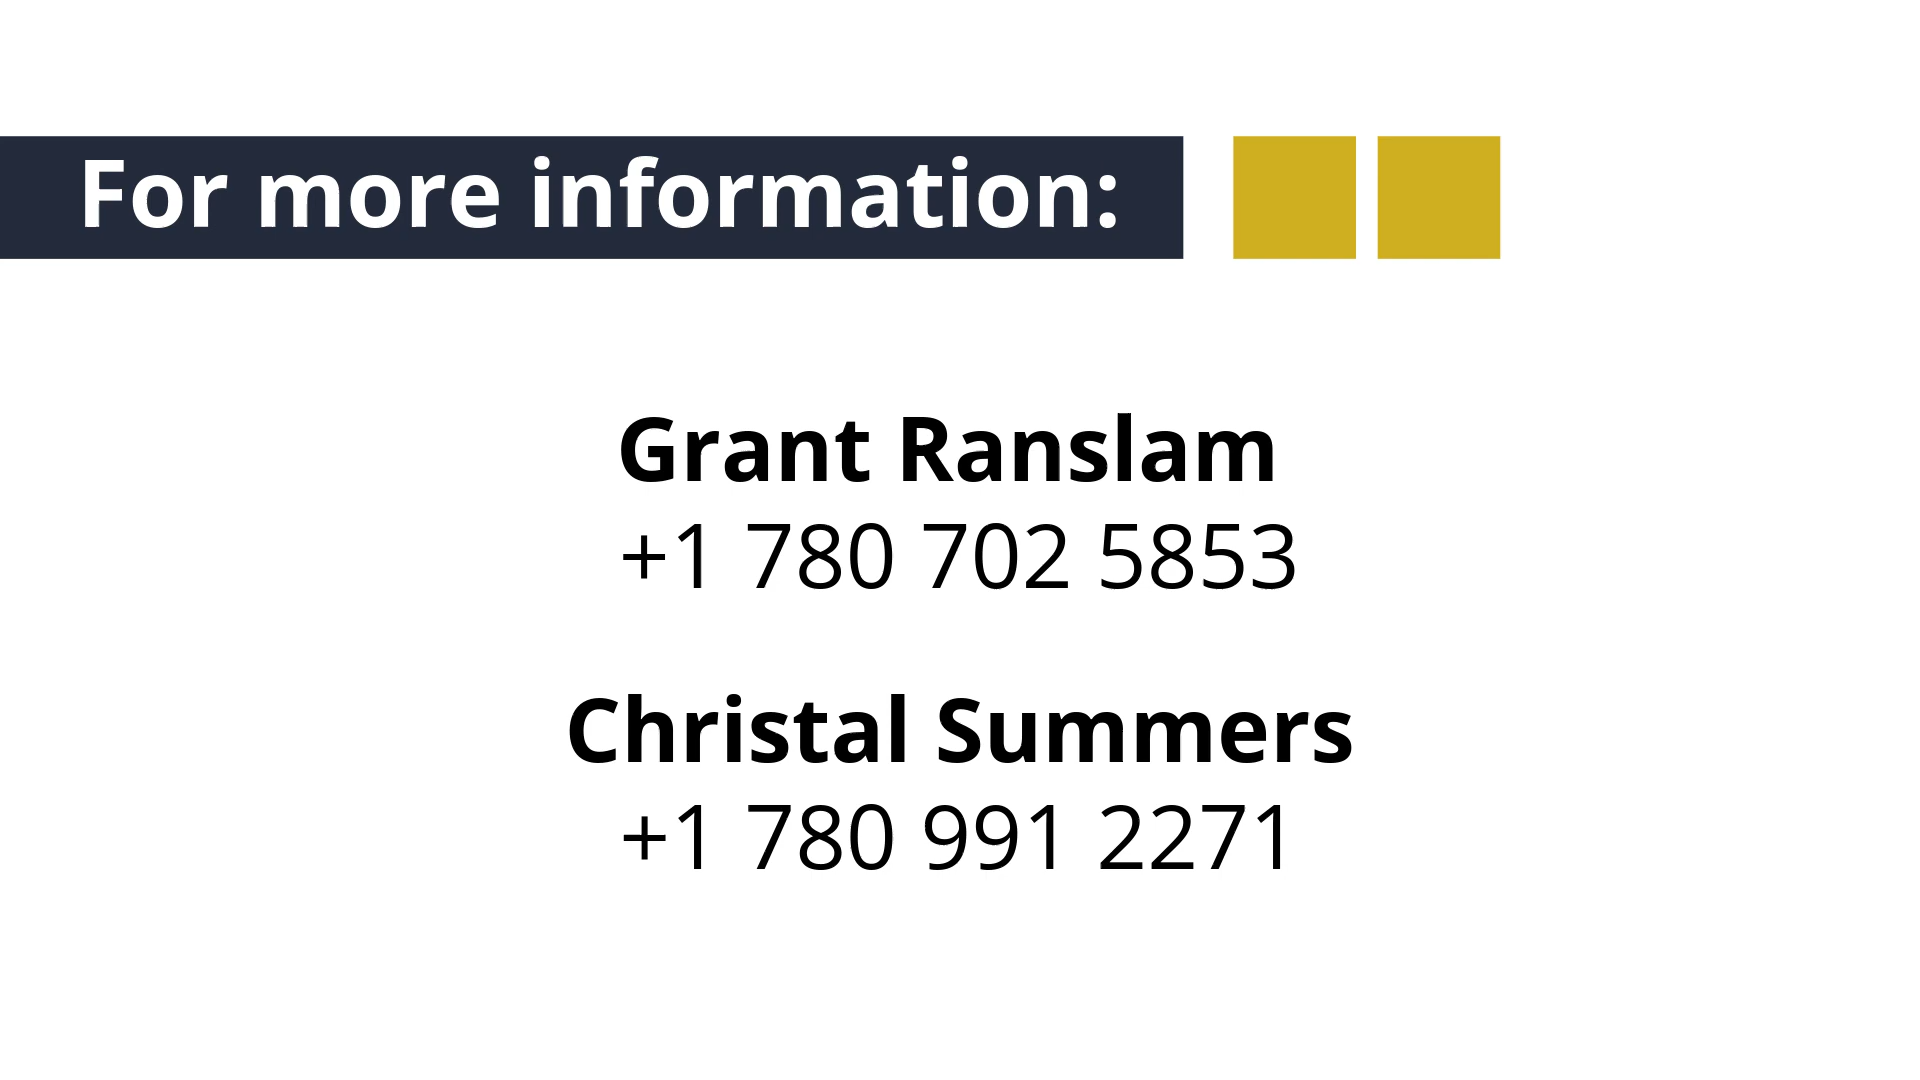 For more information:
Grant Ranslam
+1 780 702 5853
Christal Summers
+1 780 991 2271